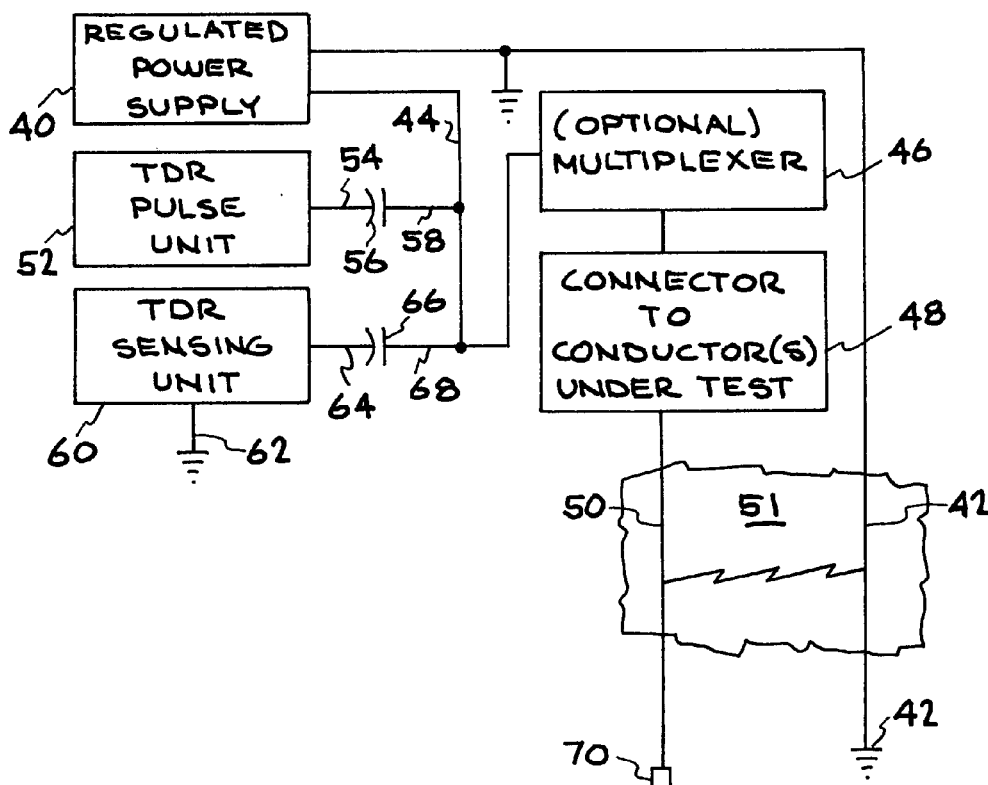 REGULATED
POWER
SUPPLY
40
44
(OPTIONAL)
MULTIPLEXER
46
TDR
PULSE
UNIT
52
54
56
58
CONNECTOR
TO
CONDUCTOR(S)
UNDER TEST
48
TDR
SENSING
UNIT
60
62
64
66
68
50
51
42
42
70